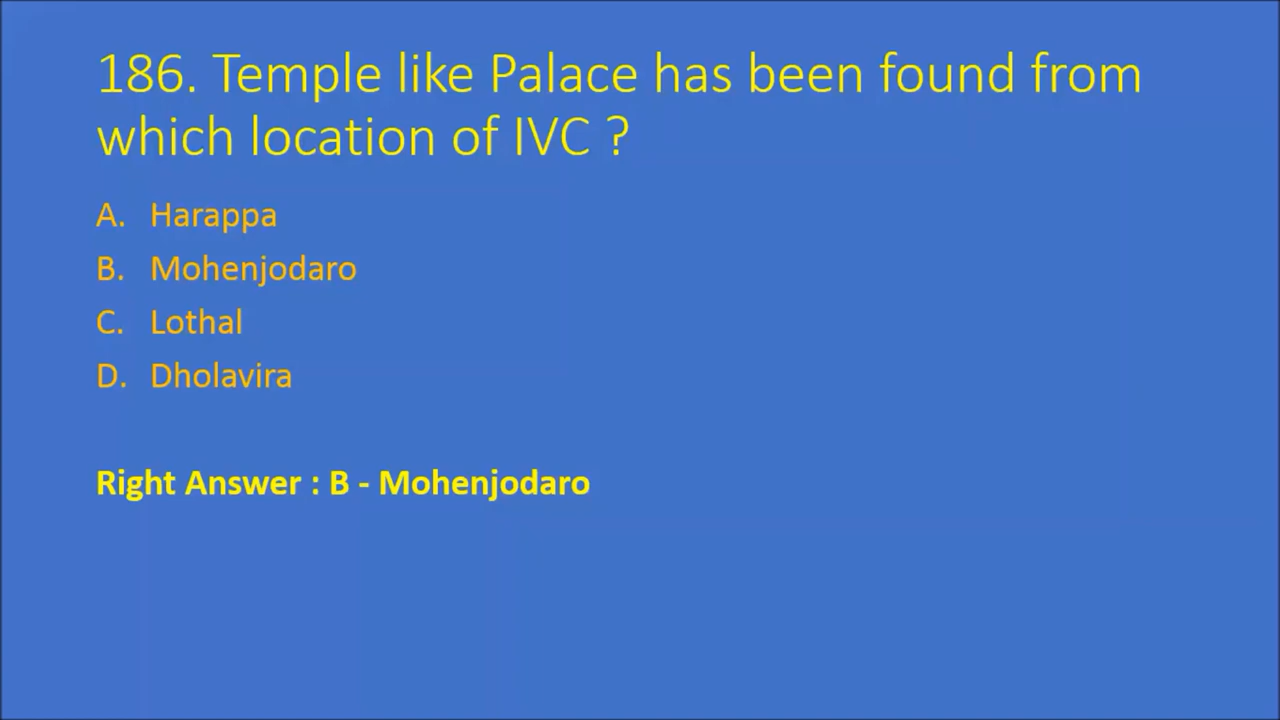 186. Temple like Palace has been found from
which location of IVC ?
A. Harappa
B. Mohenjodaro
C. Lothal
D. Dholavira
Right Answer : B - Mohenjodaro